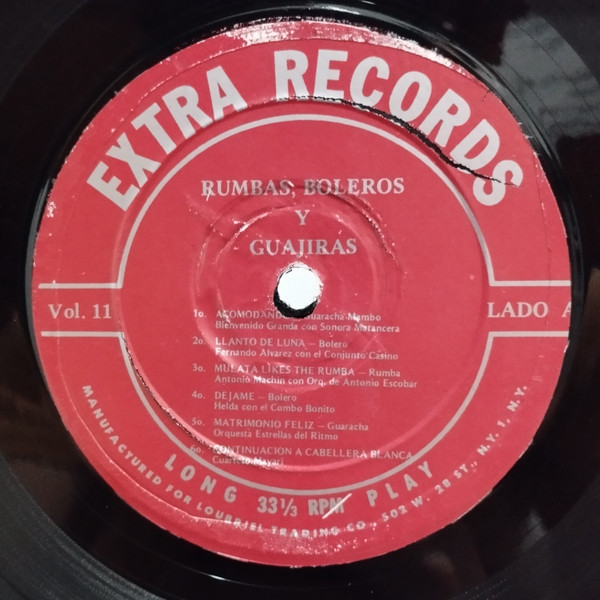 EXTRA RECORDS
RUMBAS, BOLEROS
Y
GUAJIRAS
Vol. 11
LADO A
1o. ACOMODANDO – Guaracha-Mambo
Bienvenido Granda con Sonora Matancera
2o. LLANTO DE LUNA – Bolero
Fernando Alvarez con el Conjunto Casino
3o. MULATA LIKES THE RUMBA – Rumba
Antonio Machin con Orq. de Antonio Escobar
4o. DEJAME – Bolero
Helda con el Combo Bonito
5o. MATRIMONIO FELIZ – Guaracha
Orquesta Estrellas del Ritmo
6o. CONTINUACION A CABELLERA BLANCA
Cuarteto Mayari
LONG 33⅓ RPM PLAY
MANUFACTURED FOR LOUBRIEL TRADING CO., 502 W. 28 ST., N.Y. 1, N.Y.